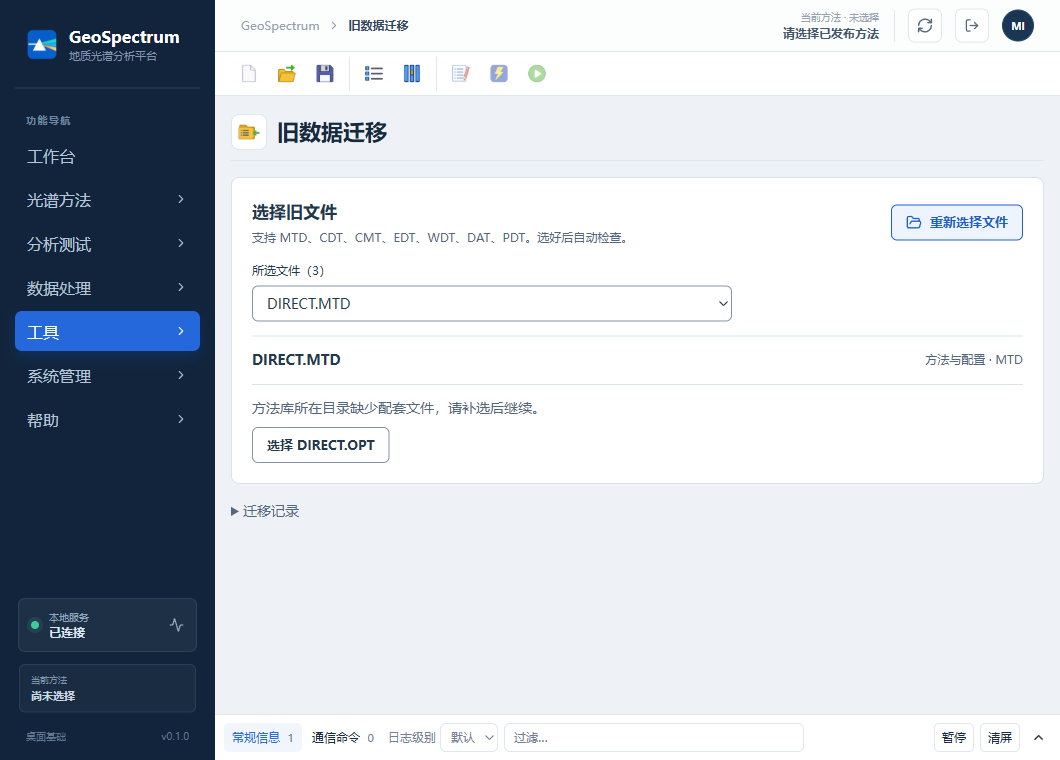 GeoSpectrum
地质光谱分析平台
功能导航
工作台
光谱方法
分析测试
数据处理
工具
系统管理
帮助
本地服务
已连接
当前方法
尚未选择
桌面基础 v0.1.0
GeoSpectrum 旧数据迁移
当前方法 · 未选择
请选择已发布方法
MI
旧数据迁移
选择旧文件
支持 MTD、CDT、CMT、EDT、WDT、DAT、PDT。选好后自动检查。
重新选择文件
所选文件（3）
DIRECT.MTD
DIRECT.MTD 方法与配置 · MTD
方法库所在目录缺少配套文件，请补选后继续。
选择 DIRECT.OPT
迁移记录
常规信息 1 通信命令 0 日志级别 默认 过滤... 暂停 清屏